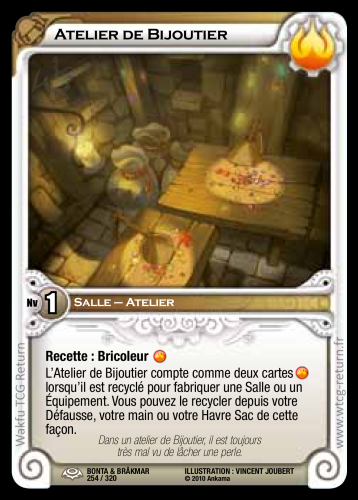 Atelier de Bijoutier
Nv 1 Salle – Atelier
Recette : Bricoleur
L'Atelier de Bijoutier compte comme deux cartes
lorsqu'il est recyclé pour fabriquer une Salle ou un
Équipement. Vous pouvez le recycler depuis votre
Défausse, votre main ou votre Havre Sac de cette
façon.
Dans un atelier de Bijoutier, il est toujours
très mal vu de lâcher une perle.
BONTA & BRÂKMAR
254 / 320
ILLUSTRATION : VINCENT JOUBERT
© 2010 Ankama
Wakfu-TCG-Return
www.wtcg-return.fr